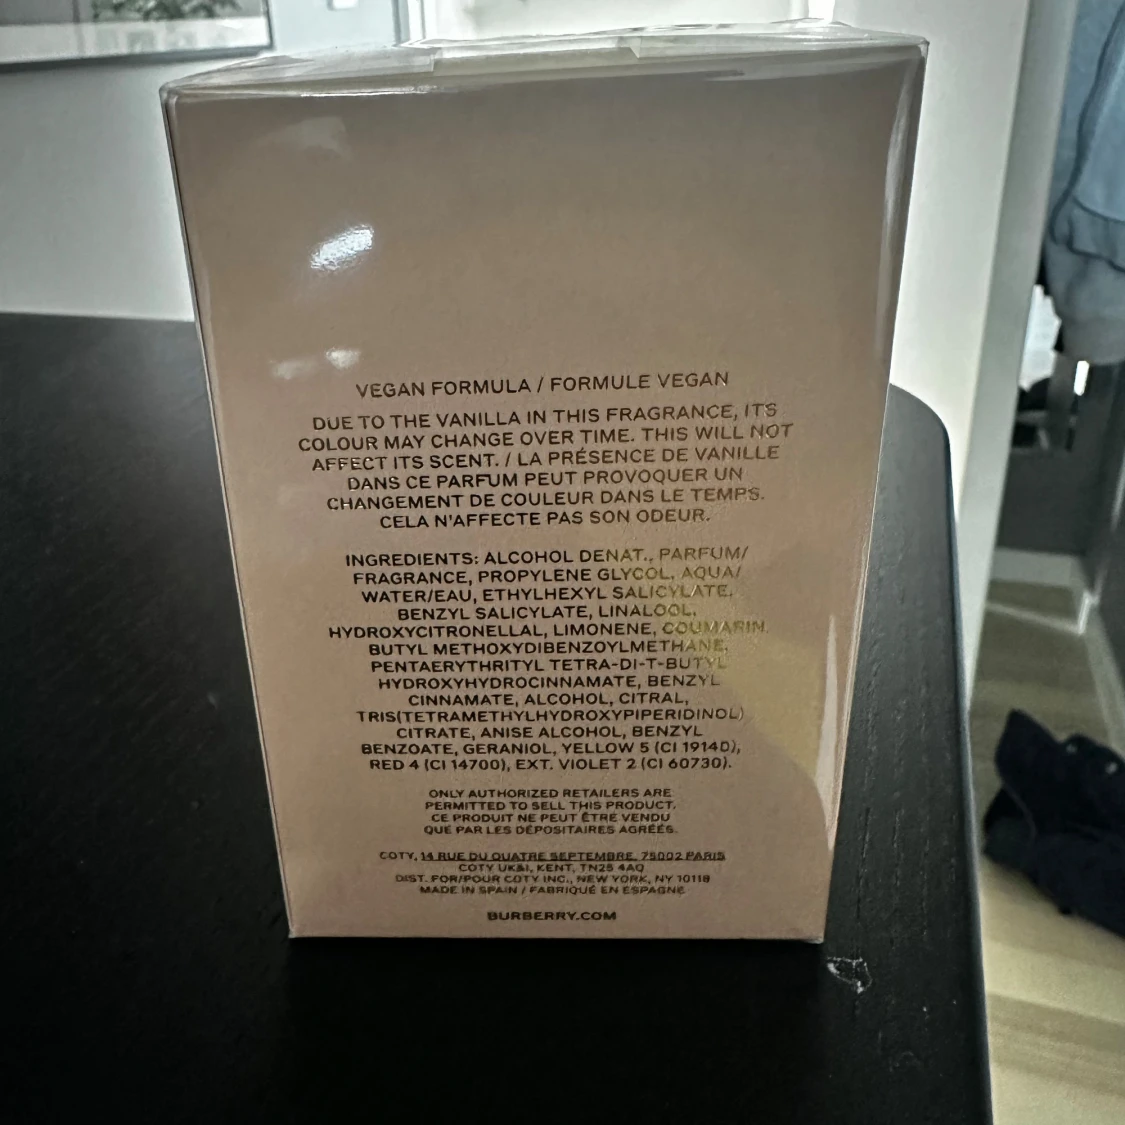 VEGAN FORMULA / FORMULE VEGAN
DUE TO THE VANILLA IN THIS FRAGRANCE, ITS
COLOUR MAY CHANGE OVER TIME. THIS WILL NOT
AFFECT ITS SCENT. / LA PRÉSENCE DE VANILLE
DANS CE PARFUM PEUT PROVOQUER UN
CHANGEMENT DE COULEUR DANS LE TEMPS.
CELA N'AFFECTE PAS SON ODEUR.
INGREDIENTS: ALCOHOL DENAT., PARFUM/
FRAGRANCE, PROPYLENE GLYCOL, AQUA/
WATER/EAU, ETHYLHEXYL SALICYLATE,
BENZYL SALICYLATE, LINALOOL,
HYDROXYCITRONELLAL, LIMONENE, COUMARIN,
BUTYL METHOXYDIBENZOYLMETHANE,
PENTAERYTHRITYL TETRA-DI-T-BUTYL
HYDROXYHYDROCINNAMATE, BENZYL
CINNAMATE, ALCOHOL, CITRAL,
TRIS(TETRAMETHYLHYDROXYPIPERIDINOL)
CITRATE, ANISE ALCOHOL, BENZYL
BENZOATE, GERANIOL, YELLOW 5 (CI 19140),
RED 4 (CI 14700), EXT. VIOLET 2 (CI 60730).
ONLY AUTHORIZED RETAILERS ARE
PERMITTED TO SELL THIS PRODUCT.
CE PRODUIT NE PEUT ÊTRE VENDU
QUE PAR LES DÉPOSITAIRES AGRÉÉS.
COTY, 14 RUE DU QUATRE SEPTEMBRE, 75002 PARIS
COTY UK&I, KENT, TN25 4AQ
DIST. FOR/POUR COTY INC., NEW YORK, NY 10118
MADE IN SPAIN / FABRIQUÉ EN ESPAGNE
BURBERRY.COM